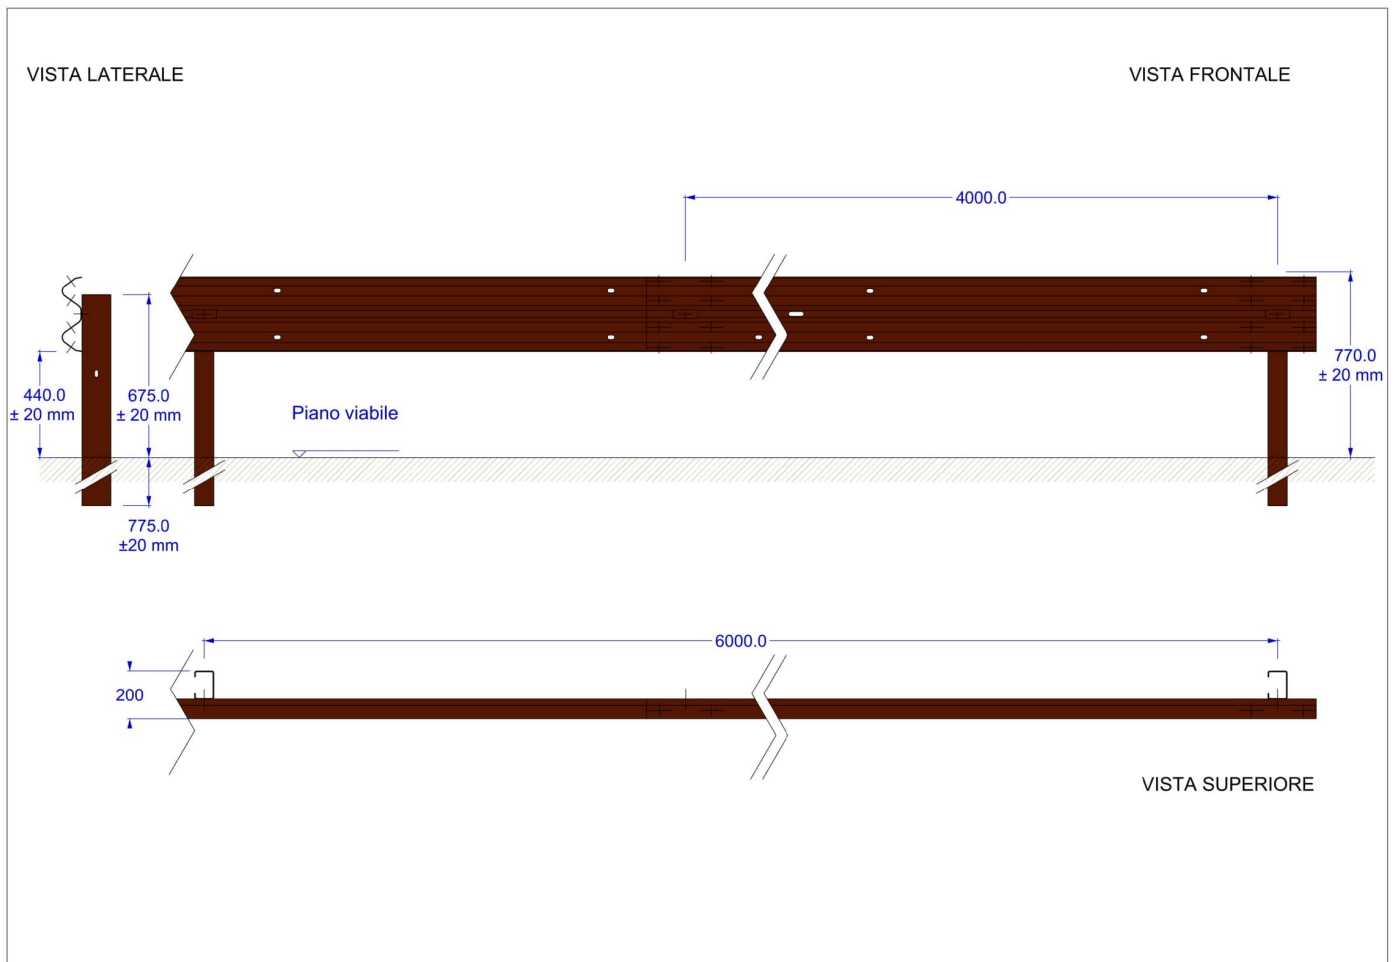 VISTA LATERALE
VISTA FRONTALE
4000.0
440.0
± 20 mm
675.0
± 20 mm
Piano viabile
770.0
± 20 mm
775.0
±20 mm
6000.0
200
VISTA SUPERIORE